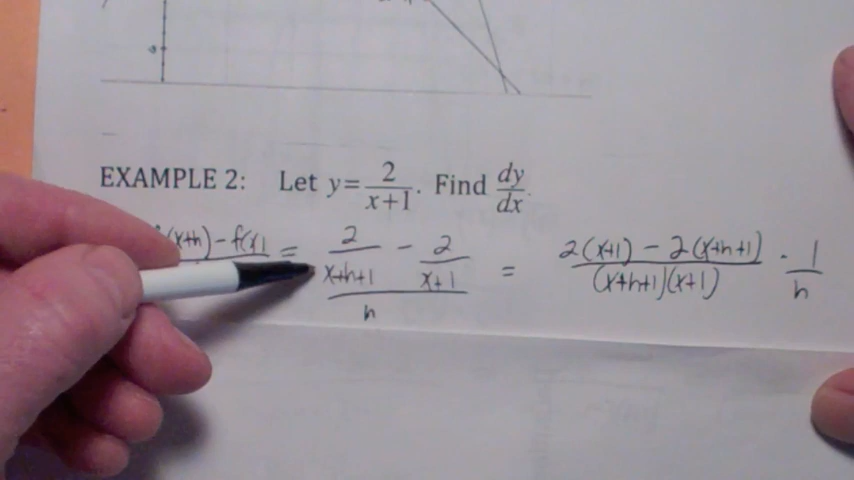 EXAMPLE 2: Let y = 2/(x+1). Find dy/dx.
(x+h) - f(x) = (2/(x+h+1) - 2/(x+1))/h = (2(x+1) - 2(x+h+1))/((x+h+1)(x+1)) · 1/h